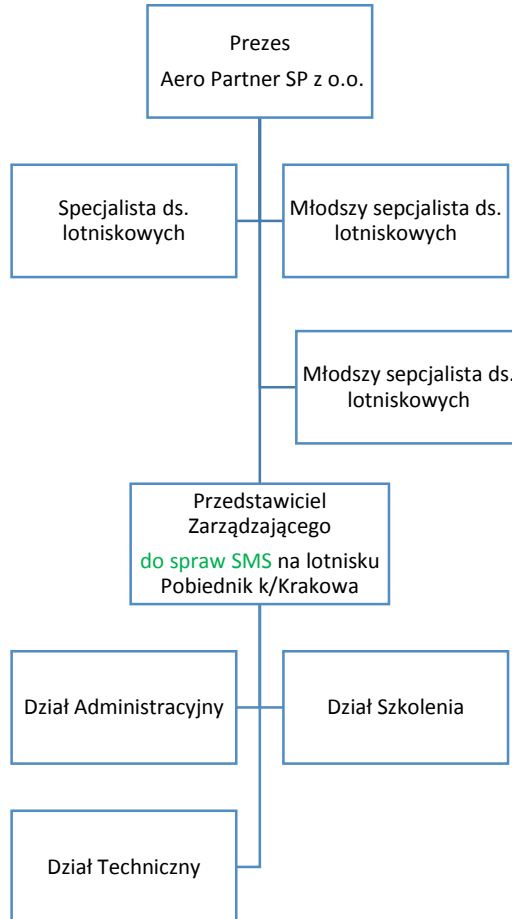 Prezes
Aero Partner SP z o.o.
Specjalista ds.
lotniskowych
Młodszy sepcjalista ds.
lotniskowych
Młodszy sepcjalista ds.
lotniskowych
Przedstawiciel
Zarządzającego
do spraw SMS na lotnisku
Pobiednik k/Krakowa
Dział Administracyjny
Dział Szkolenia
Dział Techniczny